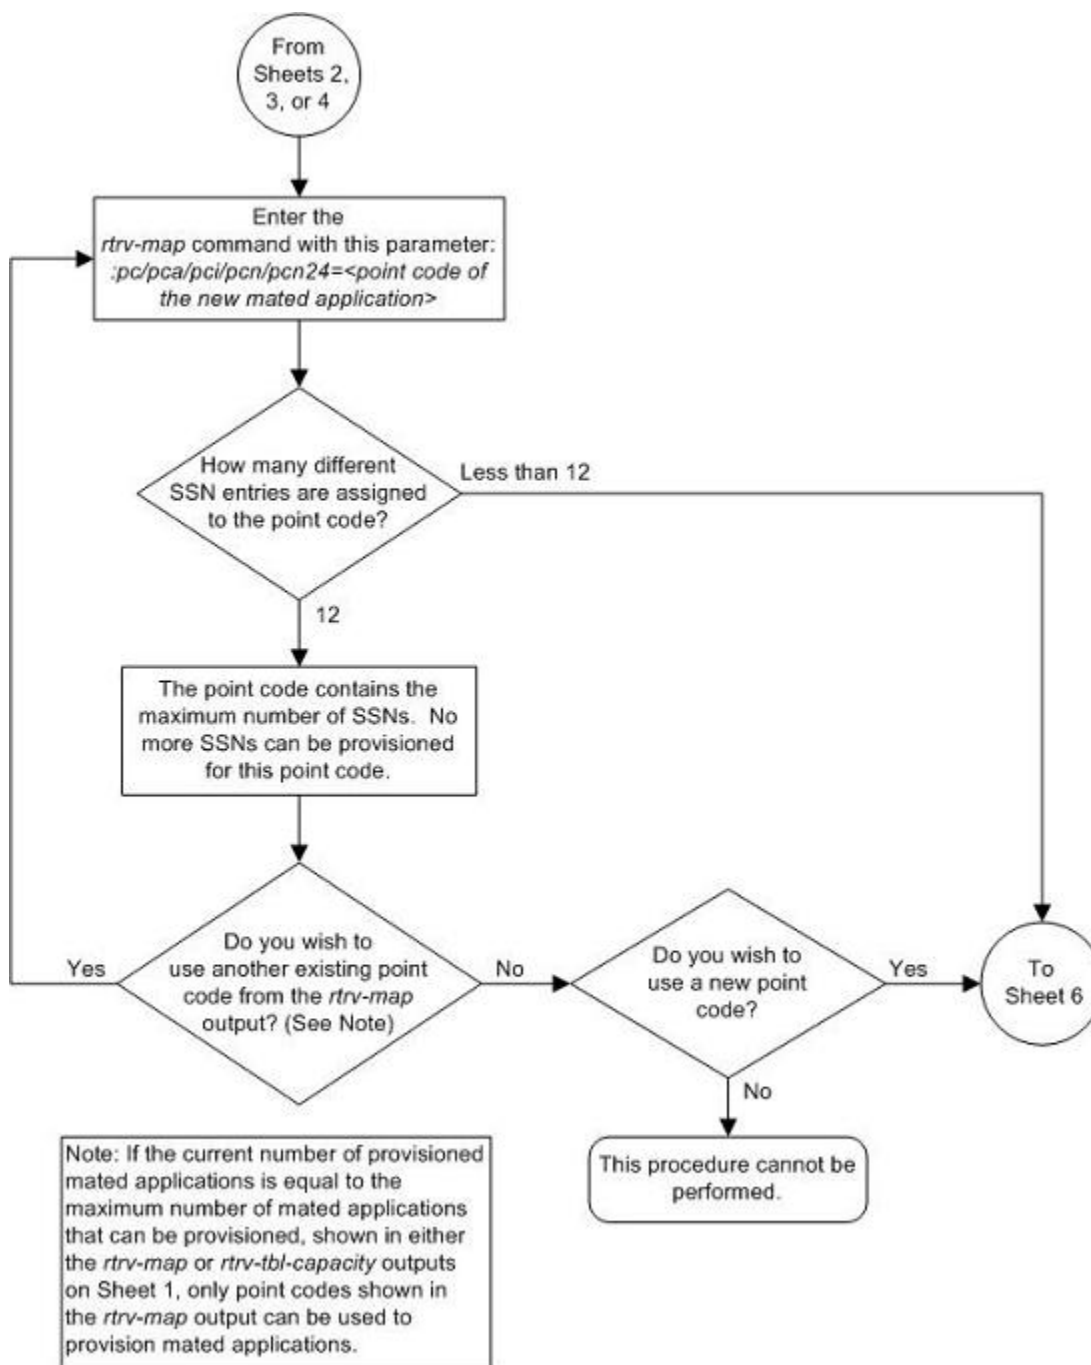 From
Sheets 2,
3, or 4
Enter the
rtrv-map command with this parameter:
:pc/pca/pci/pcn/pcn24=<point code of
the new mated application>
How many different
SSN entries are assigned
to the point code?
Less than 12
12
The point code contains the
maximum number of SSNs. No
more SSNs can be provisioned
for this point code.
Do you wish to
use another existing point
code from the rtrv-map
output? (See Note)
Yes
No
Do you wish to
use a new point
code?
Yes
To
Sheet 6
No
This procedure cannot be
performed.
Note: If the current number of provisioned
mated applications is equal to the
maximum number of mated applications
that can be provisioned, shown in either
the rtrv-map or rtrv-tbl-capacity outputs
on Sheet 1, only point codes shown in
the rtrv-map output can be used to
provision mated applications.